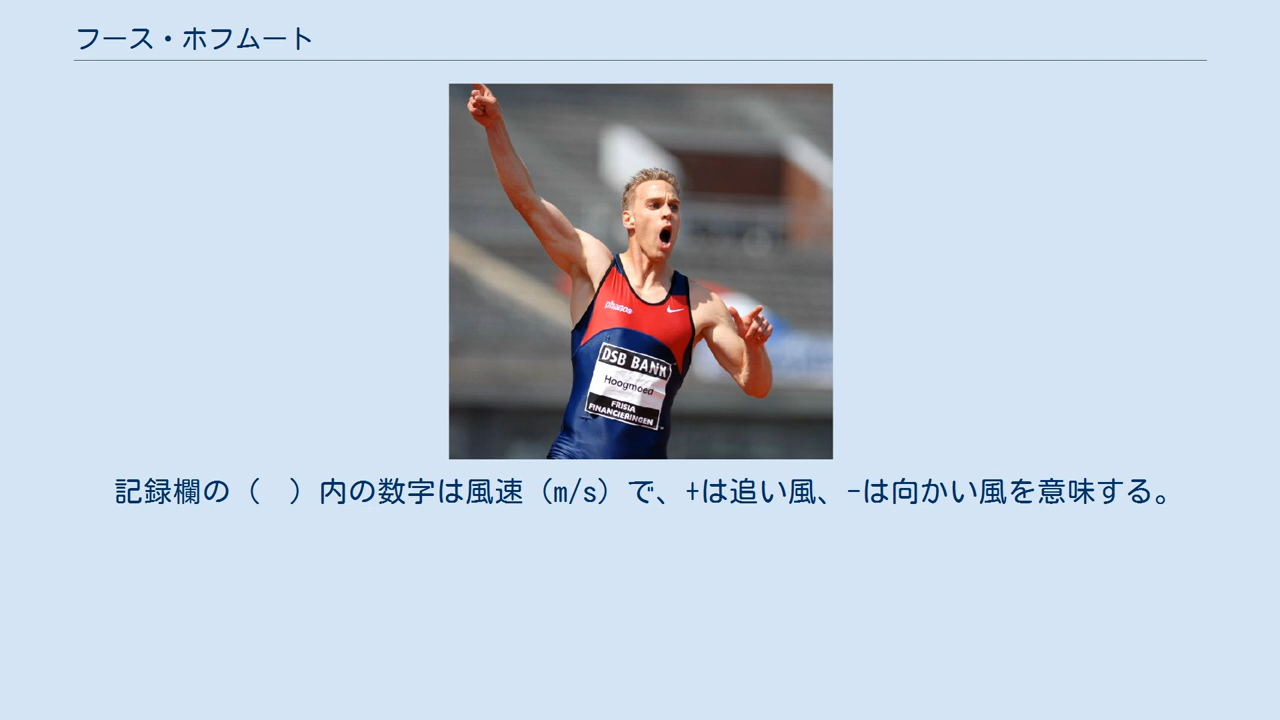 フース・ホフムート
phanos
DSB BANK
Hoogmoed
FRISIA
FINANCIERINGEN
記録欄の（　）内の数字は風速（m/s）で、+は追い風、-は向かい風を意味する。